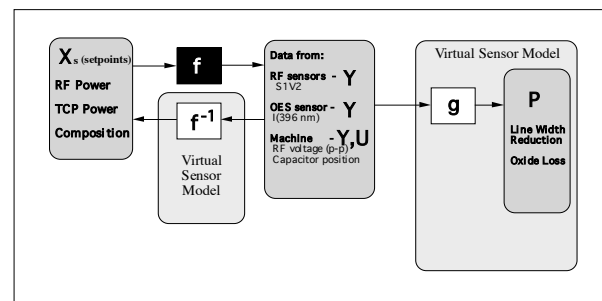 Xs (setpoints)
RF Power
TCP Power
Composition
f
f-1
Virtual
Sensor
Model
Data from:
RF sensors - Y
S1V2
OES sensor - Y
I(396 nm)
Machine - Y,U
RF voltage (p-p)
Capacitor position
Virtual Sensor Model
g
P
Line Width
Reduction
Oxide Loss